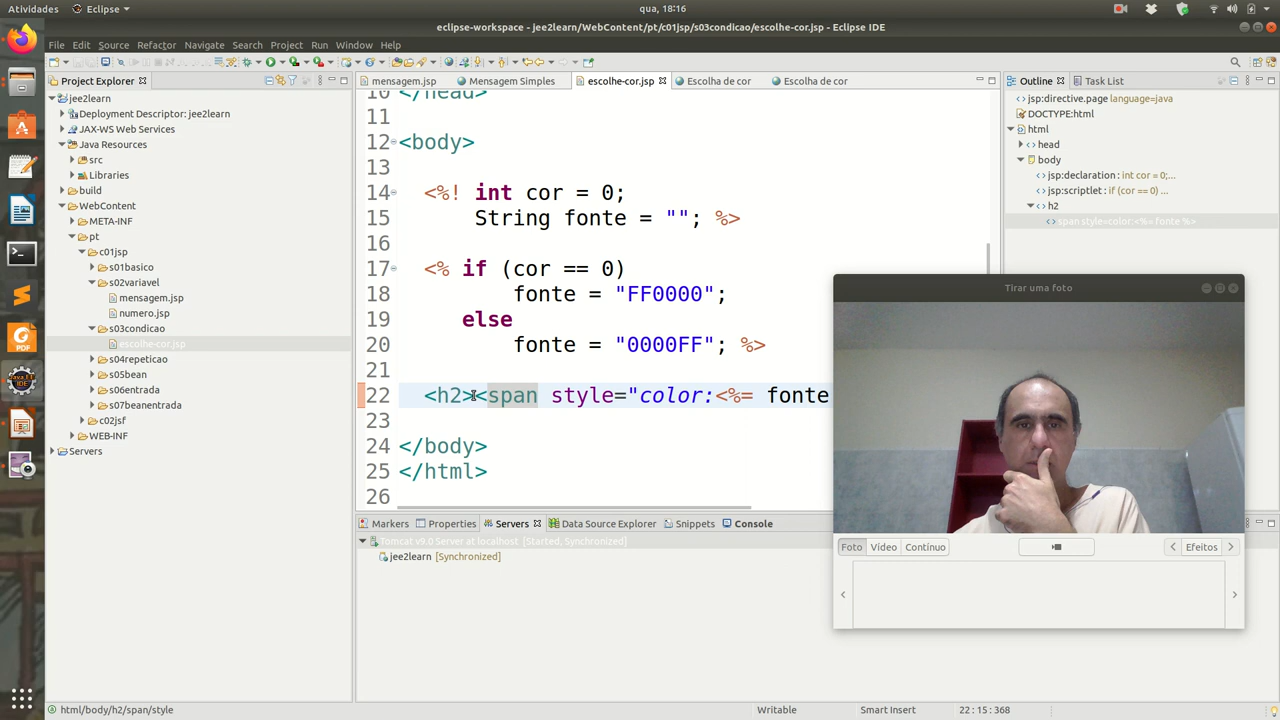 Atividades
Eclipse
qua, 18:16
eclipse-workspace - jee2learn/WebContent/pt/c01jsp/s03condicao/escolhe-cor.jsp - Eclipse IDE
File Edit Source Refactor Navigate Search Project Run Window Help
Project Explorer
jee2learn
Deployment Descriptor: jee2learn
JAX-WS Web Services
Java Resources
src
Libraries
build
WebContent
META-INF
pt
c01jsp
s01basico
s02variavel
mensagem.jsp
numero.jsp
s03condicao
escolhe-cor.jsp
s04repeticao
s05bean
s06entrada
s07beanentrada
c02jsf
WEB-INF
Servers
mensagem.jsp Mensagem Simples escolhe-cor.jsp Escolha de cor Escolha de cor
10 </head>
11
12 <body>
13
14 <%! int cor = 0;
15 String fonte = ""; %>
16
17 <% if (cor == 0)
18 fonte = "FF0000";
19 else
20 fonte = "0000FF"; %>
21
22 <h2><span style="color:<%= fonte
23
24 </body>
25 </html>
26
Outline Task List
jsp:directive.page language=java
DOCTYPE:html
html
head
body
jsp:declaration : int cor = 0;...
jsp:scriptlet : if (cor == 0) ...
h2
span style=color:<%= fonte %>
Tirar uma foto
Foto Vídeo Contínuo
Efeitos
Markers Properties Servers Data Source Explorer Snippets Console
Tomcat v9.0 Server at localhost [Started, Synchronized]
jee2learn [Synchronized]
html/body/h2/span/style
Writable
Smart Insert
22 : 15 : 368